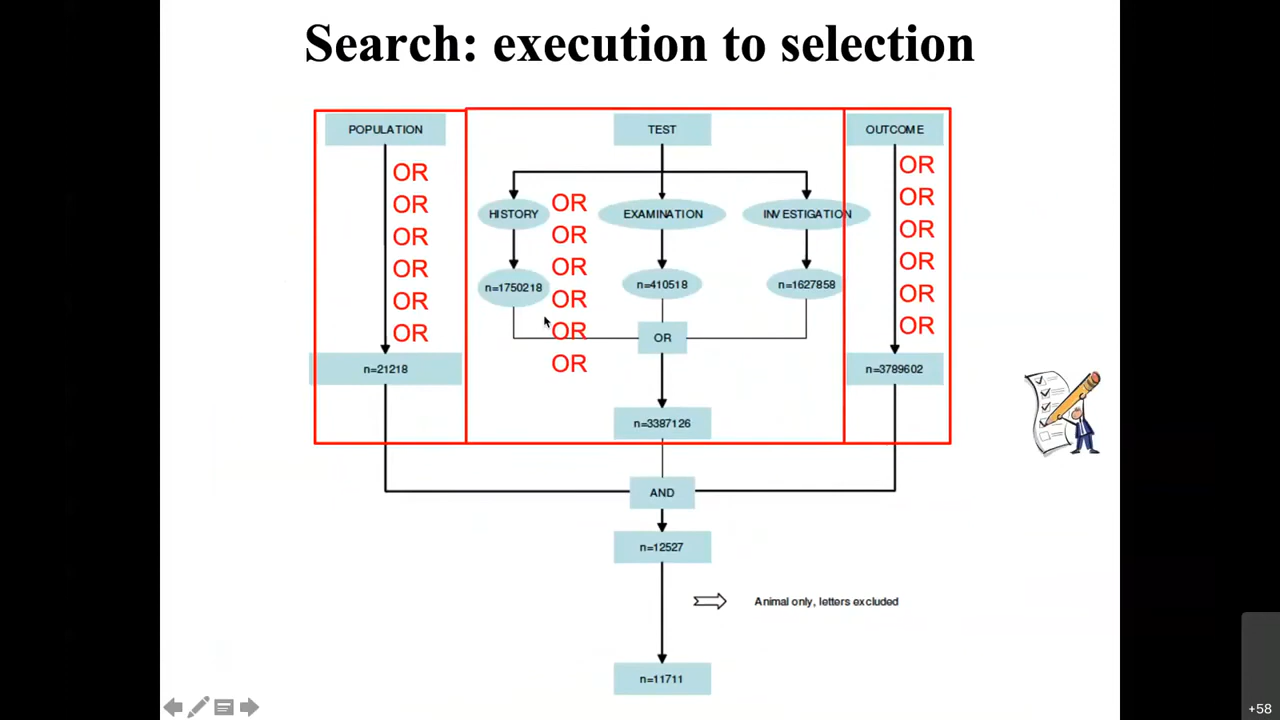 Search: execution to selection
POPULATION
TEST
OUTCOME
OR
OR
OR
OR
OR
OR
HISTORY
EXAMINATION
INVESTIGATION
OR
OR
OR
OR
OR
OR
n=1750218
n=410518
n=1627858
OR
OR
OR
OR
OR
OR
OR
n=21218
n=3789602
n=3387126
AND
n=12527
Animal only, letters excluded
n=11711
+58